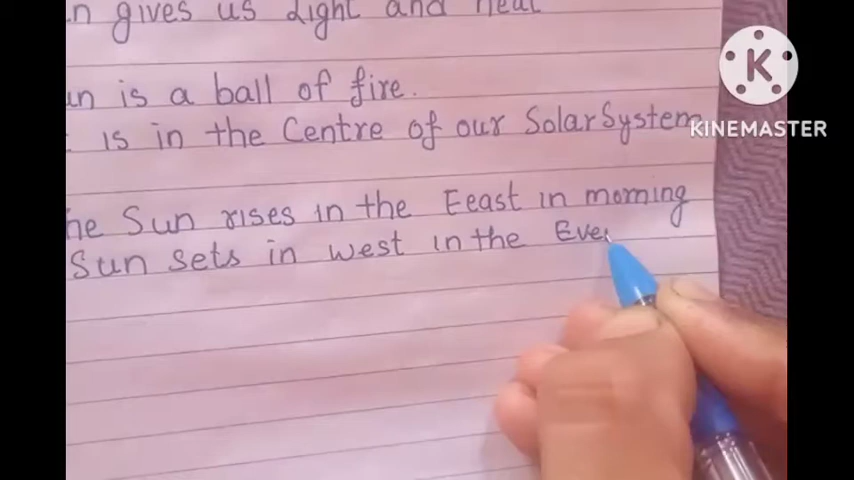 gives us Light and heat
is a ball of fire.
is in the Centre of our Solar System
Sun rises in the Eeast in morning
Sun sets in west in the Eve
K
KINEMASTER